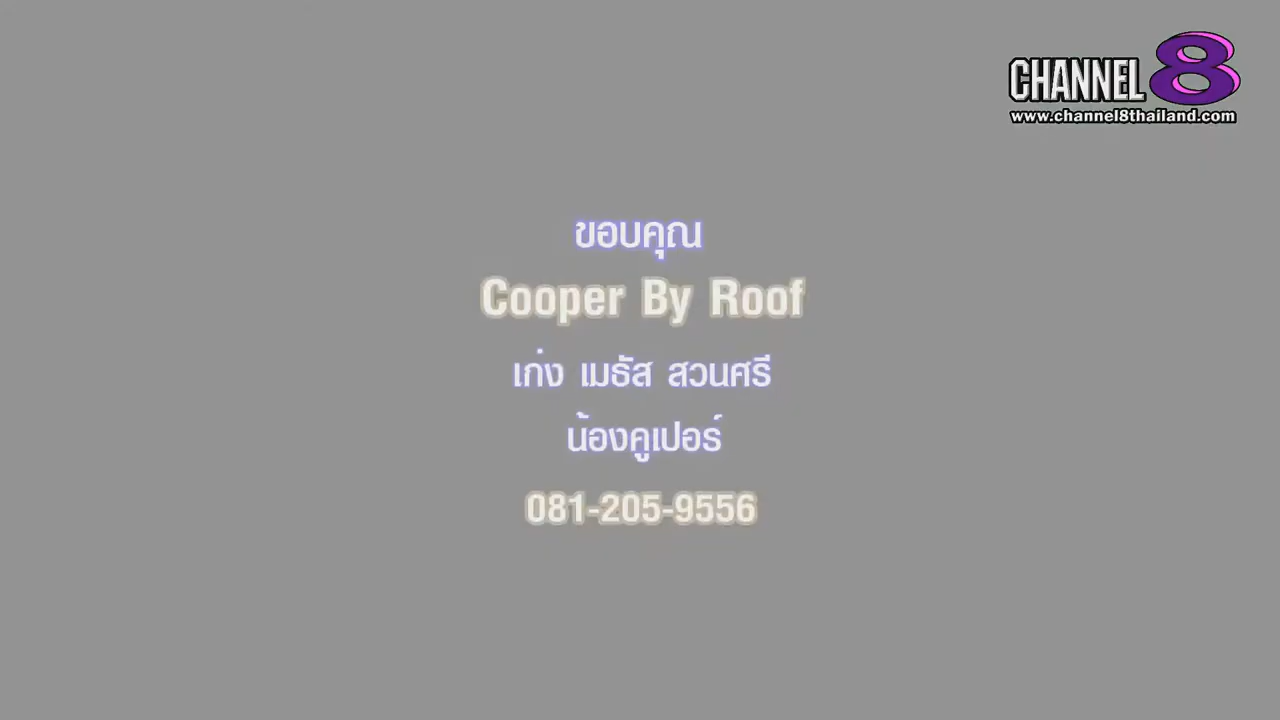 CHANNEL 8
www.channel8thailand.com
ขอบคุณ
Cooper By Roof
เก่ง เมธัส สวนศรี
น้องคูเปอร์
081-205-9556